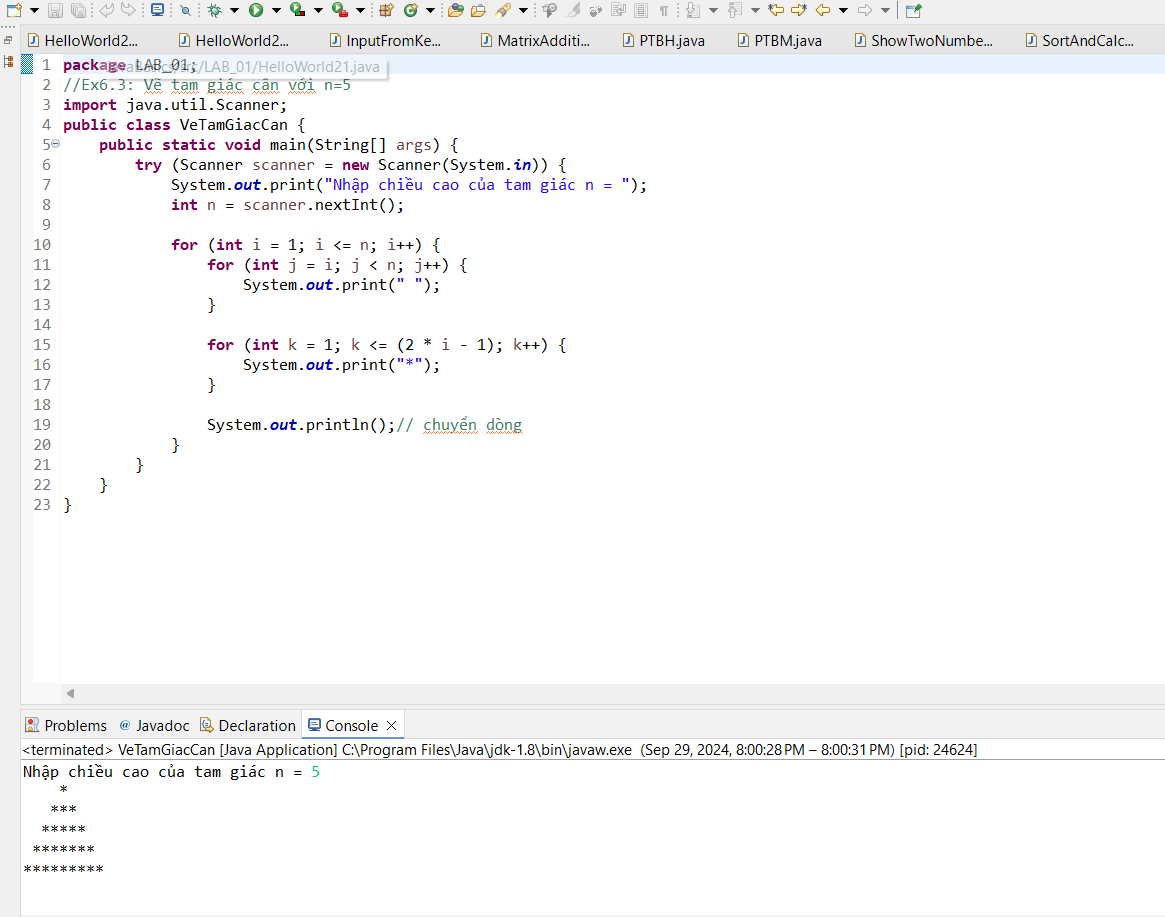 HelloWorld2... HelloWorld2... InputFromKe... MatrixAdditi... PTBH.java PTBM.java ShowTwoNumbe... SortAndCalc...
1 package LAB_01;
/LAB_01/HelloWorld21.java
2 //Ex6.3: Vẽ tam giác cân với n=5
3 import java.util.Scanner;
4 public class VeTamGiacCan {
5 public static void main(String[] args) {
6 try (Scanner scanner = new Scanner(System.in)) {
7 System.out.print("Nhập chiều cao của tam giác n = ");
8 int n = scanner.nextInt();
9
10 for (int i = 1; i <= n; i++) {
11 for (int j = i; j < n; j++) {
12 System.out.print(" ");
13 }
14
15 for (int k = 1; k <= (2 * i - 1); k++) {
16 System.out.print("*");
17 }
18
19 System.out.println();// chuyển dòng
20 }
21 }
22 }
23 }
Problems Javadoc Declaration Console
<terminated> VeTamGiacCan [Java Application] C:\Program Files\Java\jdk-1.8\bin\javaw.exe (Sep 29, 2024, 8:00:28 PM – 8:00:31 PM) [pid: 24624]
Nhập chiều cao của tam giác n = 5
    *
   ***
  *****
 *******
*********